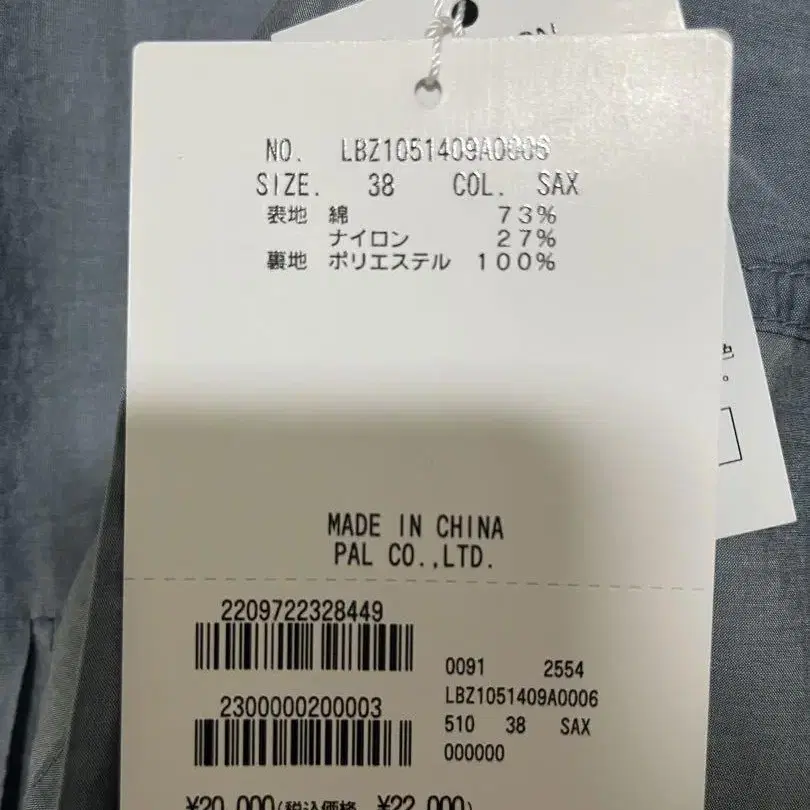 NO. LBZ1051409A0006
SIZE. 38 COL. SAX
表地 綿 73%
ナイロン 27%
裏地 ポリエステル 100%
色
。
MADE IN CHINA
PAL CO.,LTD.
2209722328449
0091 2554
LBZ1051409A0006
2300000200003
510 38 SAX
000000
¥20,000(税込価格 ¥22,000)